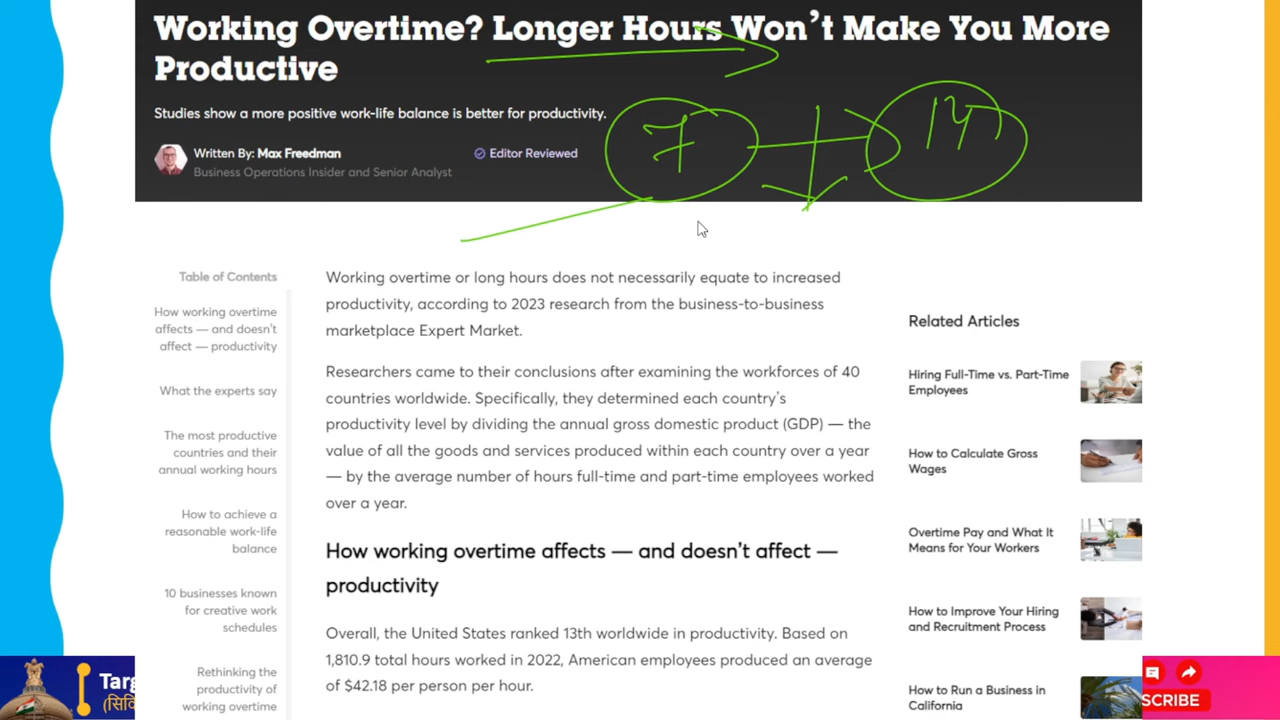 Working Overtime? Longer Hours Won't Make You More
Productive
Studies show a more positive work-life balance is better for productivity.
Written By: Max Freedman
Editor Reviewed
Business Operations Insider and Senior Analyst
7
Table of Contents
How working overtime
affects — and doesn't
affect — productivity
What the experts say
The most productive
countries and their
annual working hours
How to achieve a
reasonable work-life
balance
10 businesses known
for creative work
schedules
Rethinking the
productivity of
working overtime
Working overtime or long hours does not necessarily equate to increased
productivity, according to 2023 research from the business-to-business
marketplace Expert Market.
Researchers came to their conclusions after examining the workforces of 40
countries worldwide. Specifically, they determined each country's
productivity level by dividing the annual gross domestic product (GDP) — the
value of all the goods and services produced within each country over a year
— by the average number of hours full-time and part-time employees worked
over a year.
How working overtime affects — and doesn't affect —
productivity
Overall, the United States ranked 13th worldwide in productivity. Based on
1,810.9 total hours worked in 2022, American employees produced an average
of $42.18 per person per hour.
Related Articles
Hiring Full-Time vs. Part-Time
Employees
How to Calculate Gross
Wages
Overtime Pay and What It
Means for Your Workers
How to Improve Your Hiring
and Recruitment Process
How to Run a Business in
California
Targ
SCRIBE